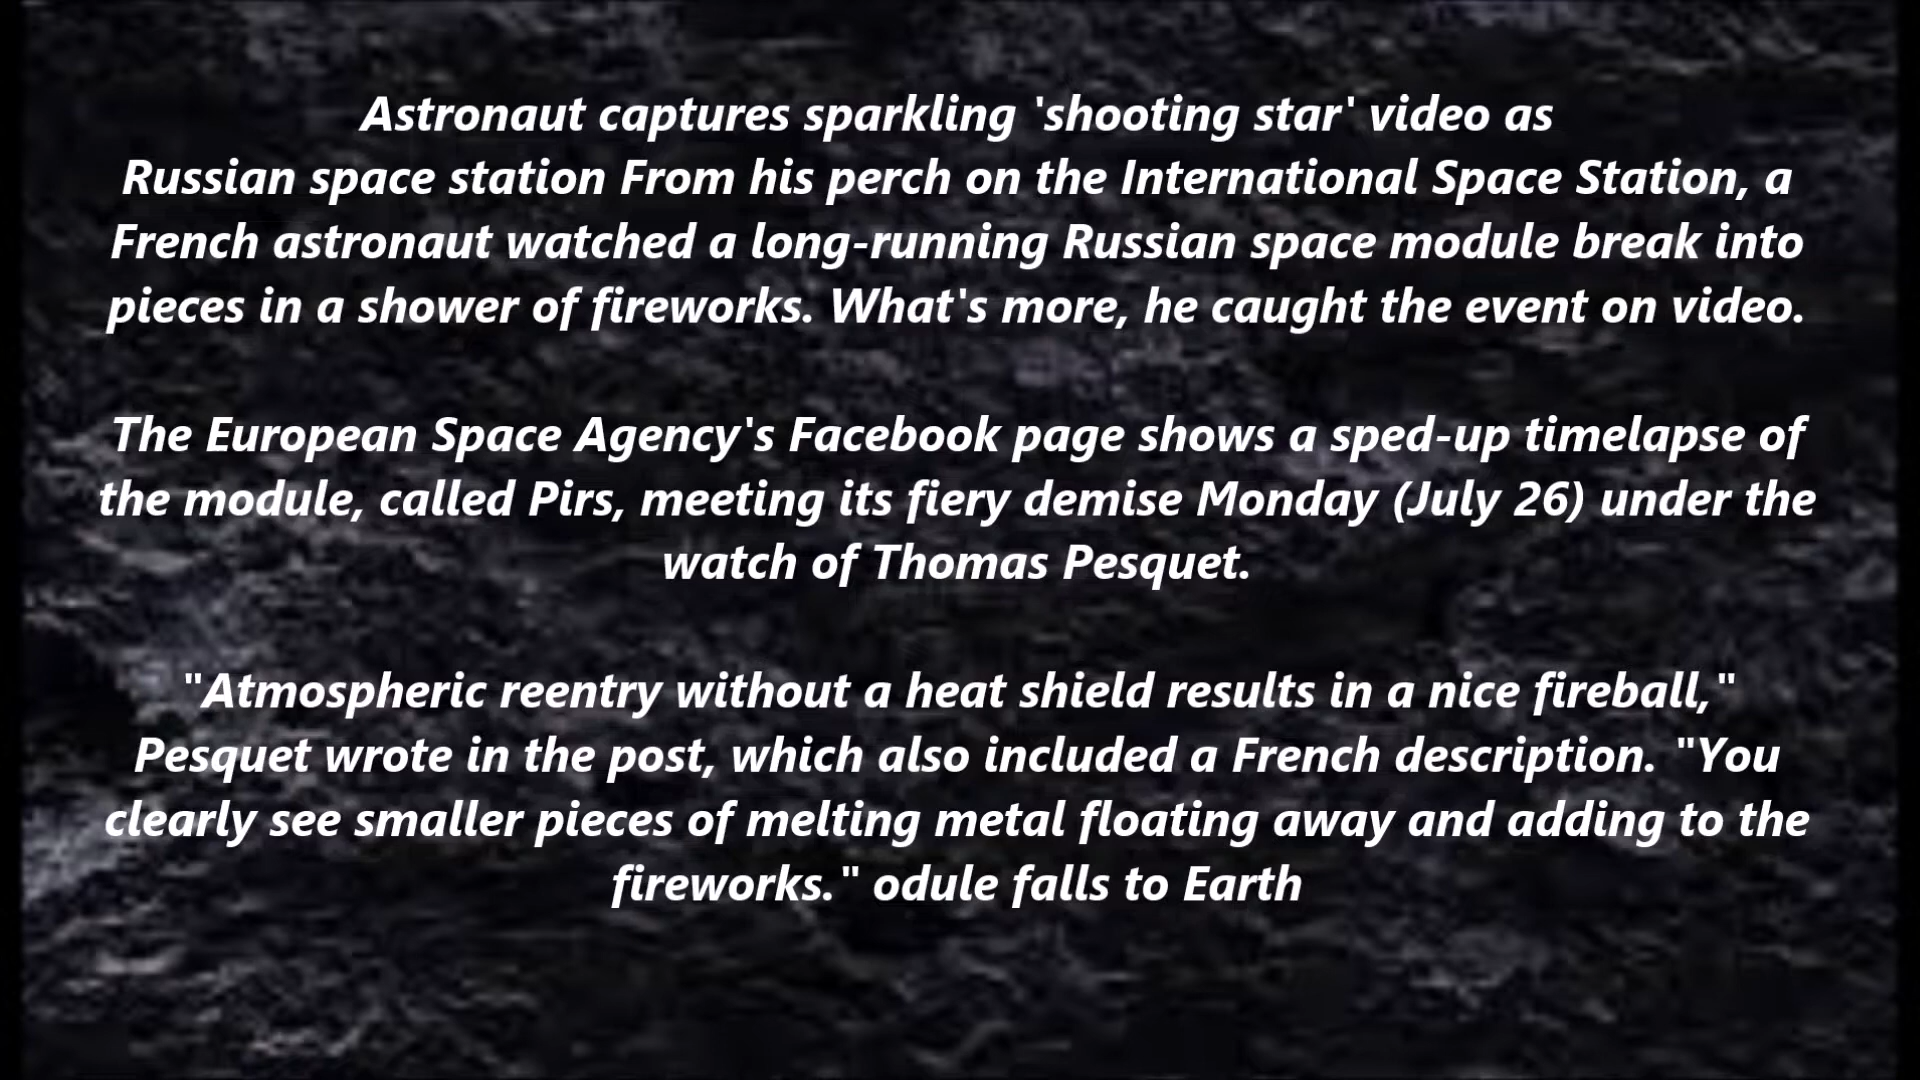 Astronaut captures sparkling 'shooting star' video as
Russian space station From his perch on the International Space Station, a
French astronaut watched a long-running Russian space module break into
pieces in a shower of fireworks. What's more, he caught the event on video.
The European Space Agency's Facebook page shows a sped-up timelapse of
the module, called Pirs, meeting its fiery demise Monday (July 26) under the
watch of Thomas Pesquet.
"Atmospheric reentry without a heat shield results in a nice fireball,"
Pesquet wrote in the post, which also included a French description. "You
clearly see smaller pieces of melting metal floating away and adding to the
fireworks." odule falls to Earth